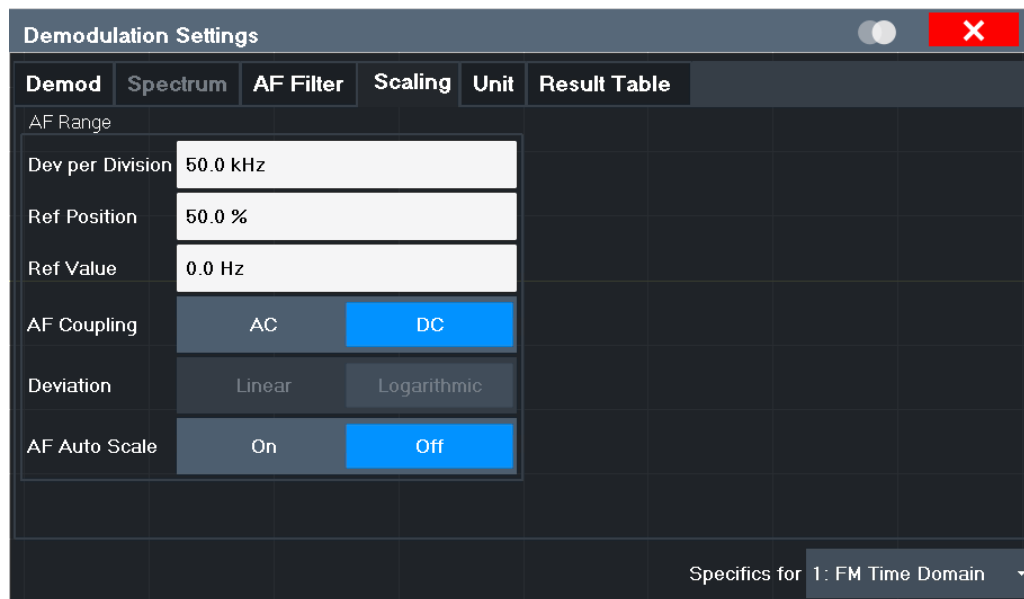 Demodulation Settings
Demod Spectrum AF Filter Scaling Unit Result Table
AF Range
Dev per Division 50.0 kHz
Ref Position 50.0 %
Ref Value 0.0 Hz
AF Coupling AC DC
Deviation Linear Logarithmic
AF Auto Scale On Off
Specifics for 1: FM Time Domain